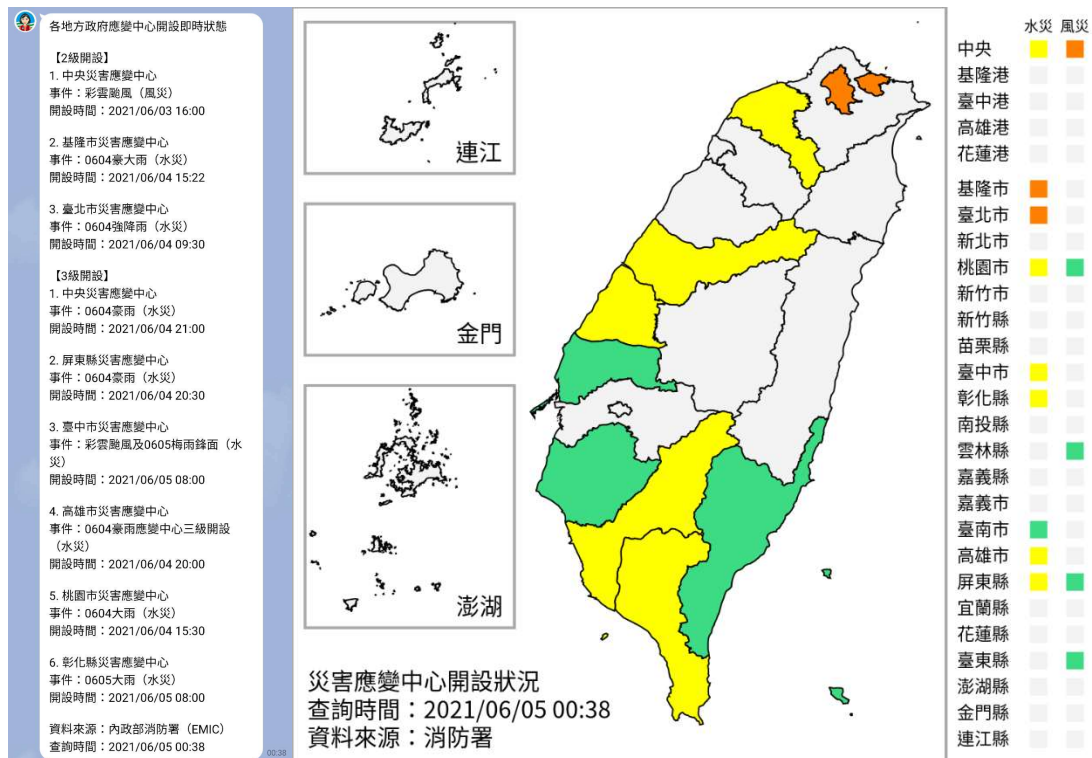 各地方政府應變中心開設即時狀態
【2級開設】
1. 中央災害應變中心
事件：彩雲颱風（風災）
開設時間：2021/06/03 16:00
2. 基隆市災害應變中心
事件：0604豪大雨（水災）
開設時間：2021/06/04 15:22
3. 臺北市災害應變中心
事件：0604強降雨（水災）
開設時間：2021/06/04 09:30
【3級開設】
1. 中央災害應變中心
事件：0604豪雨（水災）
開設時間：2021/06/04 21:00
2. 屏東縣災害應變中心
事件：0604豪雨（水災）
開設時間：2021/06/04 20:30
3. 臺中市災害應變中心
事件：彩雲颱風及0605梅雨鋒面（水
災）
開設時間：2021/06/05 08:00
4. 高雄市災害應變中心
事件：0604豪雨應變中心三級開設
（水災）
開設時間：2021/06/04 20:00
5. 桃園市災害應變中心
事件：0604大雨（水災）
開設時間：2021/06/04 15:30
6. 彰化縣災害應變中心
事件：0605大雨（水災）
開設時間：2021/06/05 08:00
資料來源：內政部消防署（EMIC）
查詢時間：2021/06/05 00:38
00:38
連江
金門
澎湖
災害應變中心開設狀況
查詢時間：2021/06/05 00:38
資料來源：消防署
水災 風災
中央
基隆港
臺中港
高雄港
花蓮港
基隆市
臺北市
新北市
桃園市
新竹市
新竹縣
苗栗縣
臺中市
彰化縣
南投縣
雲林縣
嘉義縣
嘉義市
臺南市
高雄市
屏東縣
宜蘭縣
花蓮縣
臺東縣
澎湖縣
金門縣
連江縣